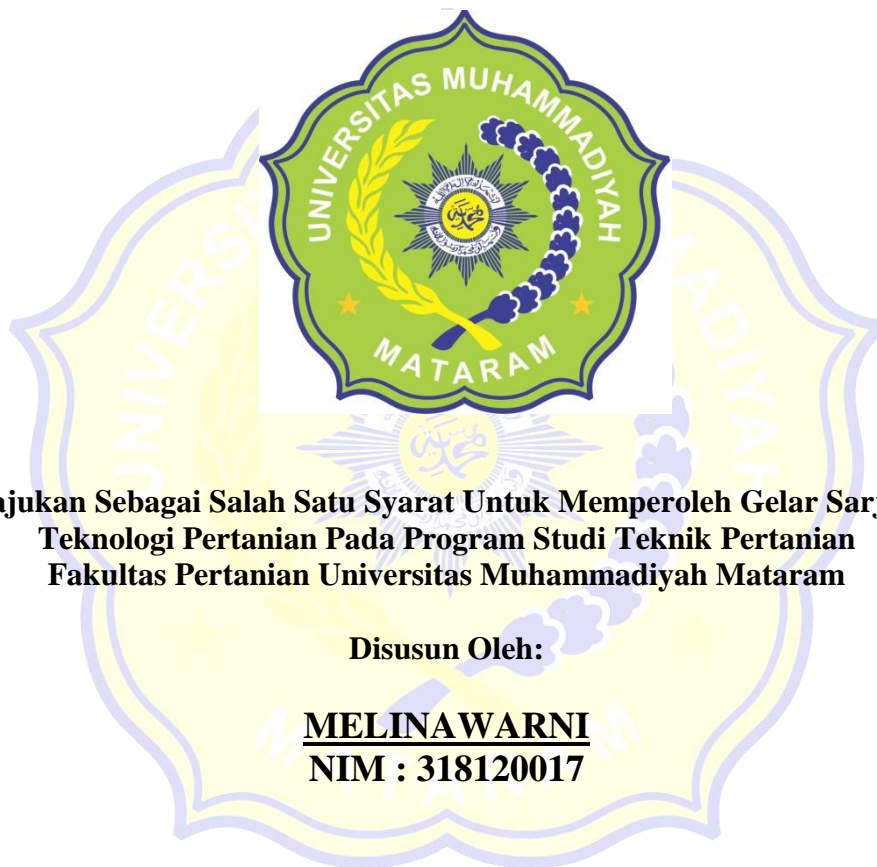 UNIVERSITAS MUHAMMADIYAH
MATARAM
ajukan Sebagai Salah Satu Syarat Untuk Memperoleh Gelar Sarj
Teknologi Pertanian Pada Program Studi Teknik Pertanian
Fakultas Pertanian Universitas Muhammadiyah Mataram
Disusun Oleh:
MELINAWARNI
NIM : 318120017